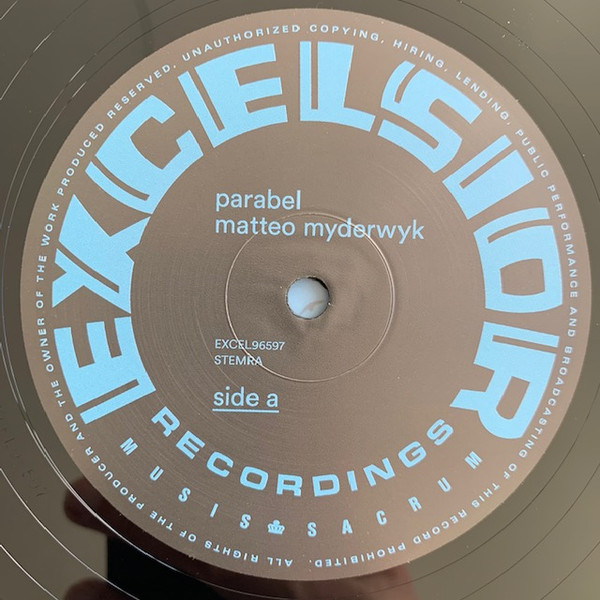 ALL RIGHTS OF THE PRODUCER AND THE OWNER OF THE WORK PRODUCED RESERVED. UNAUTHORIZED COPYING, HIRING, LENDING, PUBLIC PERFORMANCE AND BROADCASTING OF THIS RECORD PROHIBITED.
EXCELSIOR
parabel
matteo myderwyk
EXCEL96597
STEMRA
side a
RECORDINGS
MUSIS SACRUM